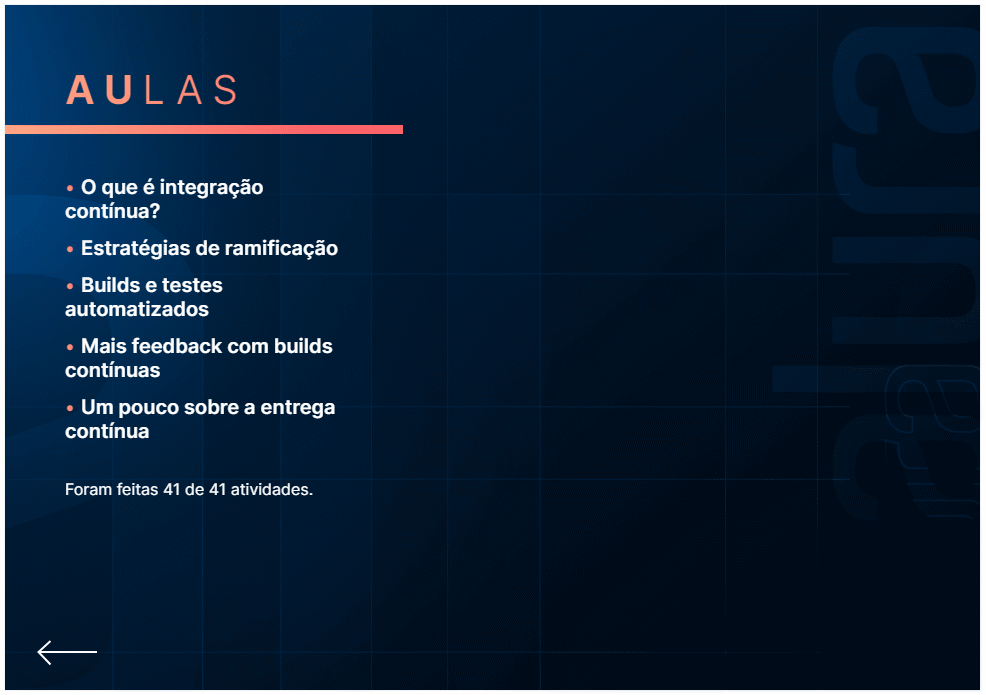 AULAS
• O que é integração
contínua?
• Estratégias de ramificação
• Builds e testes
automatizados
• Mais feedback com builds
contínuas
• Um pouco sobre a entrega
contínua
Foram feitas 41 de 41 atividades.
alura
a